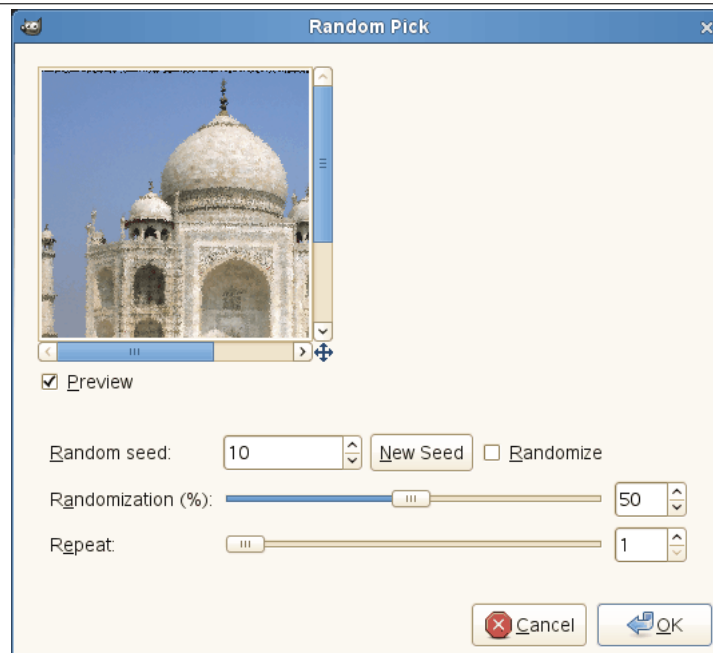 Random Pick
Preview
Random seed: 10 New Seed Randomize
Randomization (%): 50
Repeat: 1
Cancel OK